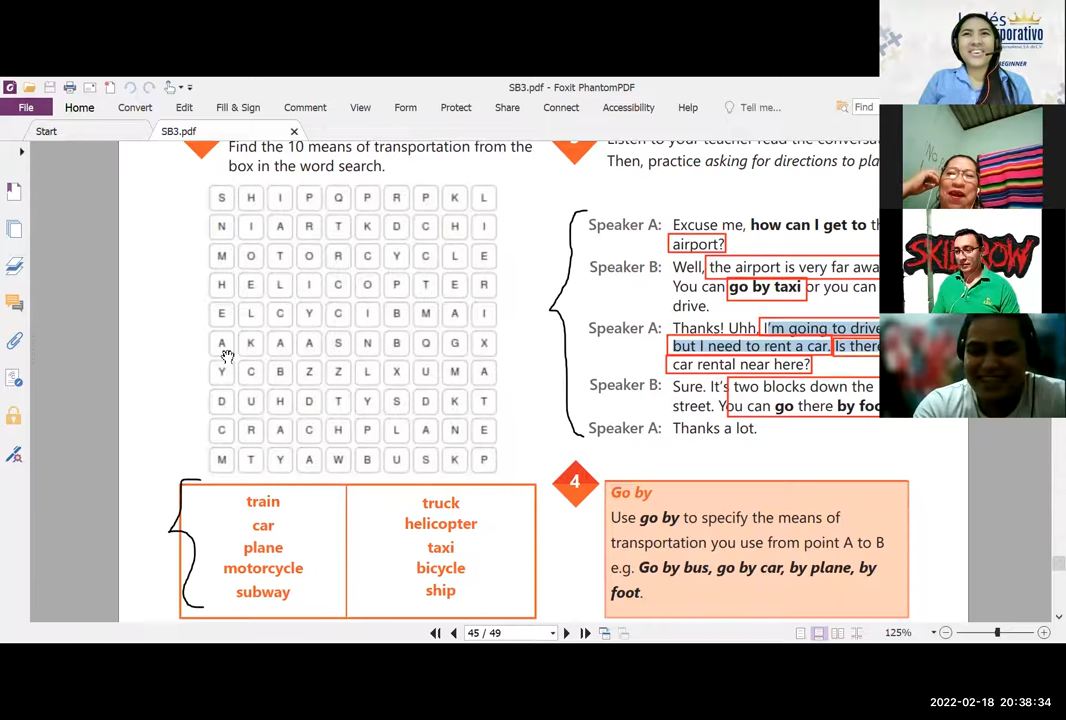 SB3.pdf - Foxit PhantomPDF
File Home Convert Edit Fill & Sign Comment View Form Protect Share Connect Accessibility Help Tell me... Find
Start SB3.pdf
Find the 10 means of transportation from the
box in the word search.
S H I P Q P R P K L
N I A R T K D C H I
M O T O R C Y C L E
H E L I C O P T E R
E L C Y C I B M A I
A K A A S N B Q G X
Y C B Z Z L X U M A
D U H D T Y S D K T
C R A C H P L A N E
M T Y A W B U S K P
train
car
plane
motorcycle
subway
truck
helicopter
taxi
bicycle
ship
Listen to your teacher read the conversation
Then, practice asking for directions to
Speaker A: Excuse me, how can I get to
airport?
Speaker B: Well, the airport is very far
You can go by taxi or you can
drive.
Speaker A: Thanks! Uhh, I'm going to drive
but I need to rent a car. Is there
car rental near here?
Speaker B: Sure. It's two blocks down the
street. You can go there by
Speaker A: Thanks a lot.
4
Go by
Use go by to specify the means of
transportation you use from point A to B
e.g. Go by bus, go by car, by plane, by
foot.
45 / 49
125%
BEGINNER
SKID ROW
2022-02-18 20:38:34